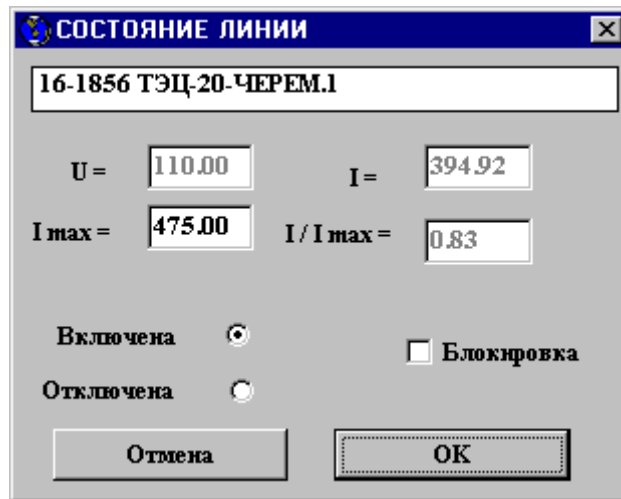 СОСТОЯНИЕ ЛИНИИ
16-1856 ТЭЦ-20-ЧЕРЕМ.1
U = 110.00 I = 394.92
I max = 475.00 I / I max = 0.83
Включена
Блокировка
Отключена
Отмена OK